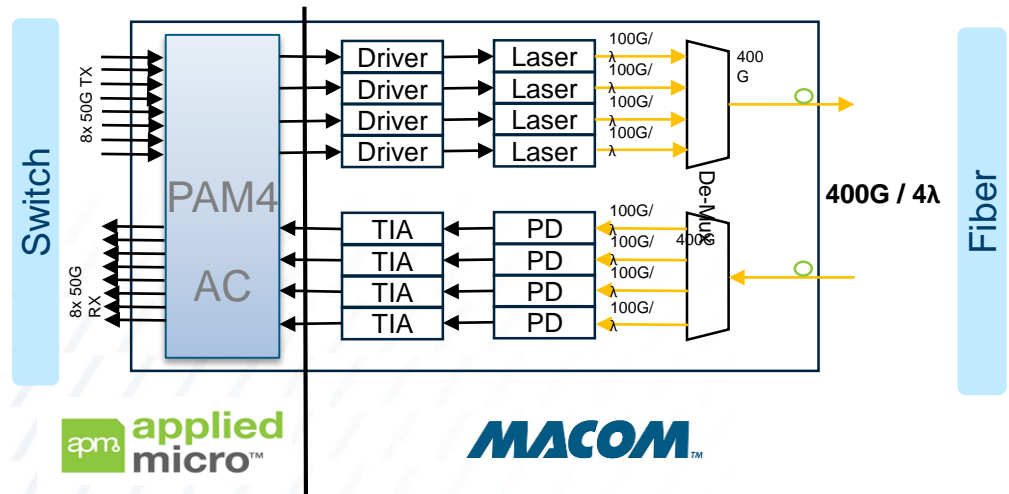 Switch
8x 50G TX
8x 50G
RX
PAM4
AC
Driver
Driver
Driver
Driver
Laser
Laser
Laser
Laser
100G/
λ
100G/
λ
100G/
λ
100G/
λ
400
G
De-Mux
400G
TIA
TIA
TIA
TIA
PD
PD
PD
PD
100G/
λ
100G/
λ
100G/
λ
100G/
λ
400G / 4λ
Fiber
apm
applied
micro™
MACOM™